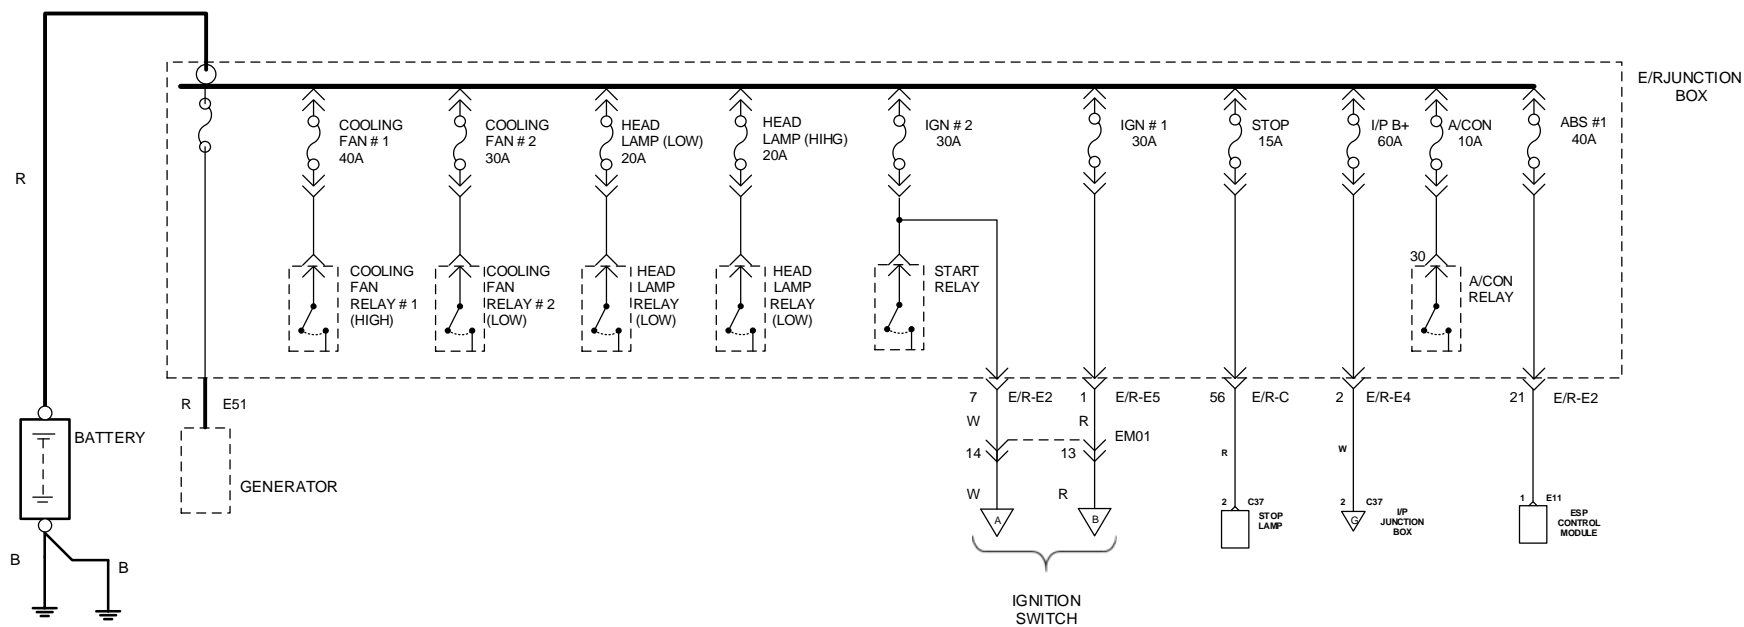 E/RJUNCTION
BOX
COOLING
FAN # 1
40A
COOLING
FAN # 2
30A
HEAD
LAMP (LOW)
20A
HEAD
LAMP (HIHG)
20A
IGN # 2
30A
IGN # 1
30A
STOP
15A
I/P B+
60A
A/CON
10A
ABS #1
40A
R
COOLING
FAN
RELAY # 1
(HIGH)
COOLING
FAN
RELAY # 2
(LOW)
HEAD
LAMP
RELAY
(LOW)
HEAD
LAMP
RELAY
(LOW)
START
RELAY
30
A/CON
RELAY
R
E51
7
E/R-E2
1
E/R-E5
56
E/R-C
2
E/R-E4
21
E/R-E2
W
R
EM01
BATTERY
14
13
R
W
GENERATOR
W
R
2
C37
2
C37
1
E11
A
B
STOP
LAMP
G
I/P
JUNCTION
BOX
ESP
CONTROL
MODULE
B
B
IGNITION
SWITCH